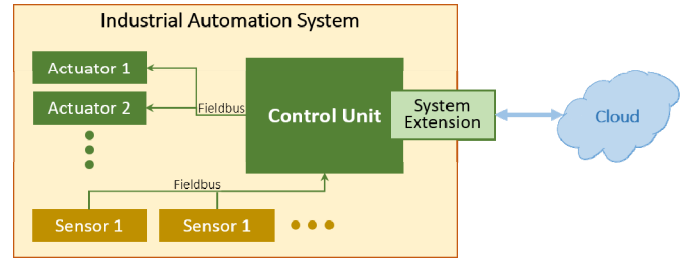 Industrial Automation System
Actuator 1
Actuator 2
Fieldbus
Control Unit
System
Extension
Cloud
Fieldbus
Sensor 1
Sensor 1